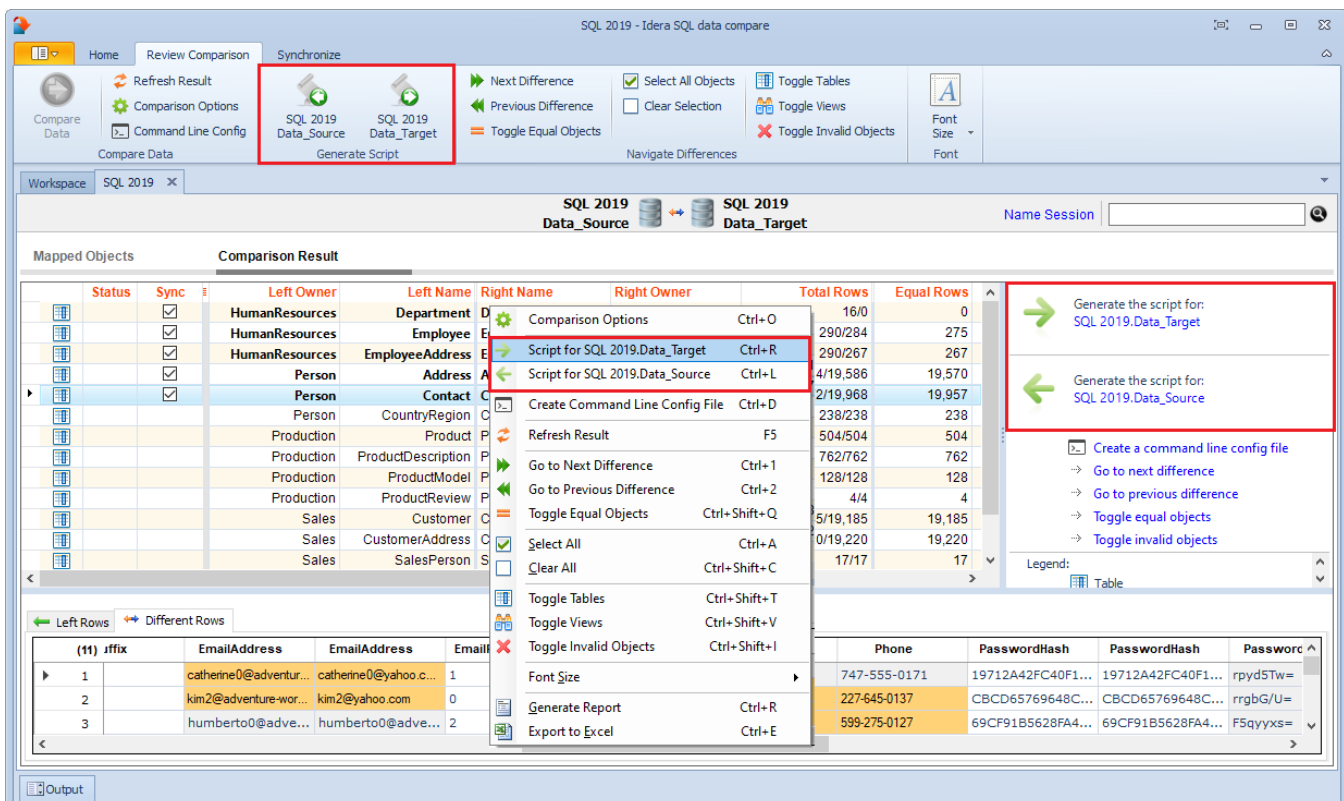 SQL 2019 - Idera SQL data compare
Home Review Comparison Synchronize
Compare Data
Refresh Result
Comparison Options
Command Line Config
Compare Data
SQL 2019 Data_Source
SQL 2019 Data_Target
Generate Script
Next Difference
Previous Difference
Toggle Equal Objects
Select All Objects
Clear Selection
Navigate Differences
Toggle Tables
Toggle Views
Toggle Invalid Objects
A
Font Size
Font
Workspace SQL 2019
SQL 2019 SQL 2019
Data_Source Data_Target
Name Session
Mapped Objects Comparison Result
Status Sync Left Owner Left Name Right Name Right Owner Total Rows Equal Rows
HumanResources Department D 16/0 0
HumanResources Employee E 290/284 275
HumanResources EmployeeAddress E 290/267 267
Person Address A 4/19,586 19,570
Person Contact C 2/19,968 19,957
Person CountryRegion C 238/238 238
Production Product P 504/504 504
Production ProductDescription P 762/762 762
Production ProductModel P 128/128 128
Production ProductReview P 4/4 4
Sales Customer C 5/19,185 19,185
Sales CustomerAddress C 0/19,220 19,220
Sales SalesPerson S 17/17 17
Comparison Options Ctrl+O
Script for SQL 2019.Data_Target Ctrl+R
Script for SQL 2019.Data_Source Ctrl+L
Create Command Line Config File Ctrl+D
Refresh Result F5
Go to Next Difference Ctrl+1
Go to Previous Difference Ctrl+2
Toggle Equal Objects Ctrl+Shift+Q
Select All Ctrl+A
Clear All Ctrl+Shift+C
Toggle Tables Ctrl+Shift+T
Toggle Views Ctrl+Shift+V
Toggle Invalid Objects Ctrl+Shift+I
Font Size
Generate Report Ctrl+R
Export to Excel Ctrl+E
Generate the script for:
SQL 2019.Data_Target
Generate the script for:
SQL 2019.Data_Source
Create a command line config file
Go to next difference
Go to previous difference
Toggle equal objects
Toggle invalid objects
Legend:
Table
Left Rows Different Rows
(11) uffix EmailAddress EmailAddress Email Phone PasswordHash PasswordHash Password
1 catherine0@adventur... catherine0@yahoo.c... 1 747-555-0171 19712A42FC40F1... 19712A42FC40F1... rpyd5Tw=
2 kim2@adventure-wor... kim2@yahoo.com 0 227-645-0137 CBCD65769648C... CBCD65769648C... rrgbG/U=
3 humberto0@adve... humberto0@adve... 2 599-275-0127 69CF91B5628FA4... 69CF91B5628FA4... F5qyyxs=
Output